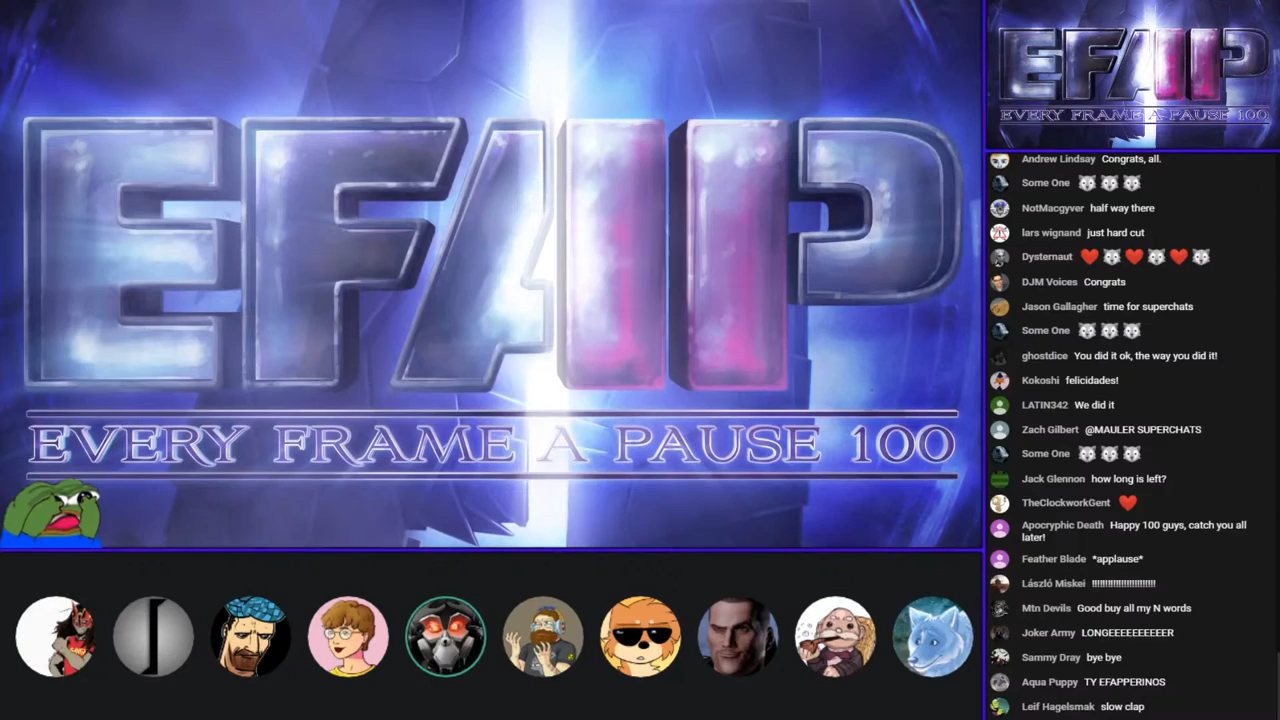 EFAP
EVERY FRAME A PAUSE 100
EFAP
EVERY FRAME A PAUSE 100
Andrew Lindsay Congrats, all.
Some One
NotMacgyver half way there
lars wignand just hard cut
Dysternaut
DJM Voices Congrats
Jason Gallagher time for superchats
Some One
ghostdice You did it ok, the way you did it!
Kokoshi felicidades!
LATIN342 We did it
Zach Gilbert @MAULER SUPERCHATS
Some One
Jack Glennon how long is left?
TheClockworkGent
Apocryphic Death Happy 100 guys, catch you all
later!
Feather Blade *applause*
László Miskei !!!!!!!!!!!!!!!!!!!!!!!!!
Mtn Devils Good buy all my N words
Joker Army LONGEEEEEEEEEER
Sammy Dray bye bye
Aqua Puppy TY EFAPPERINOS
Leif Hagelsmak slow clap